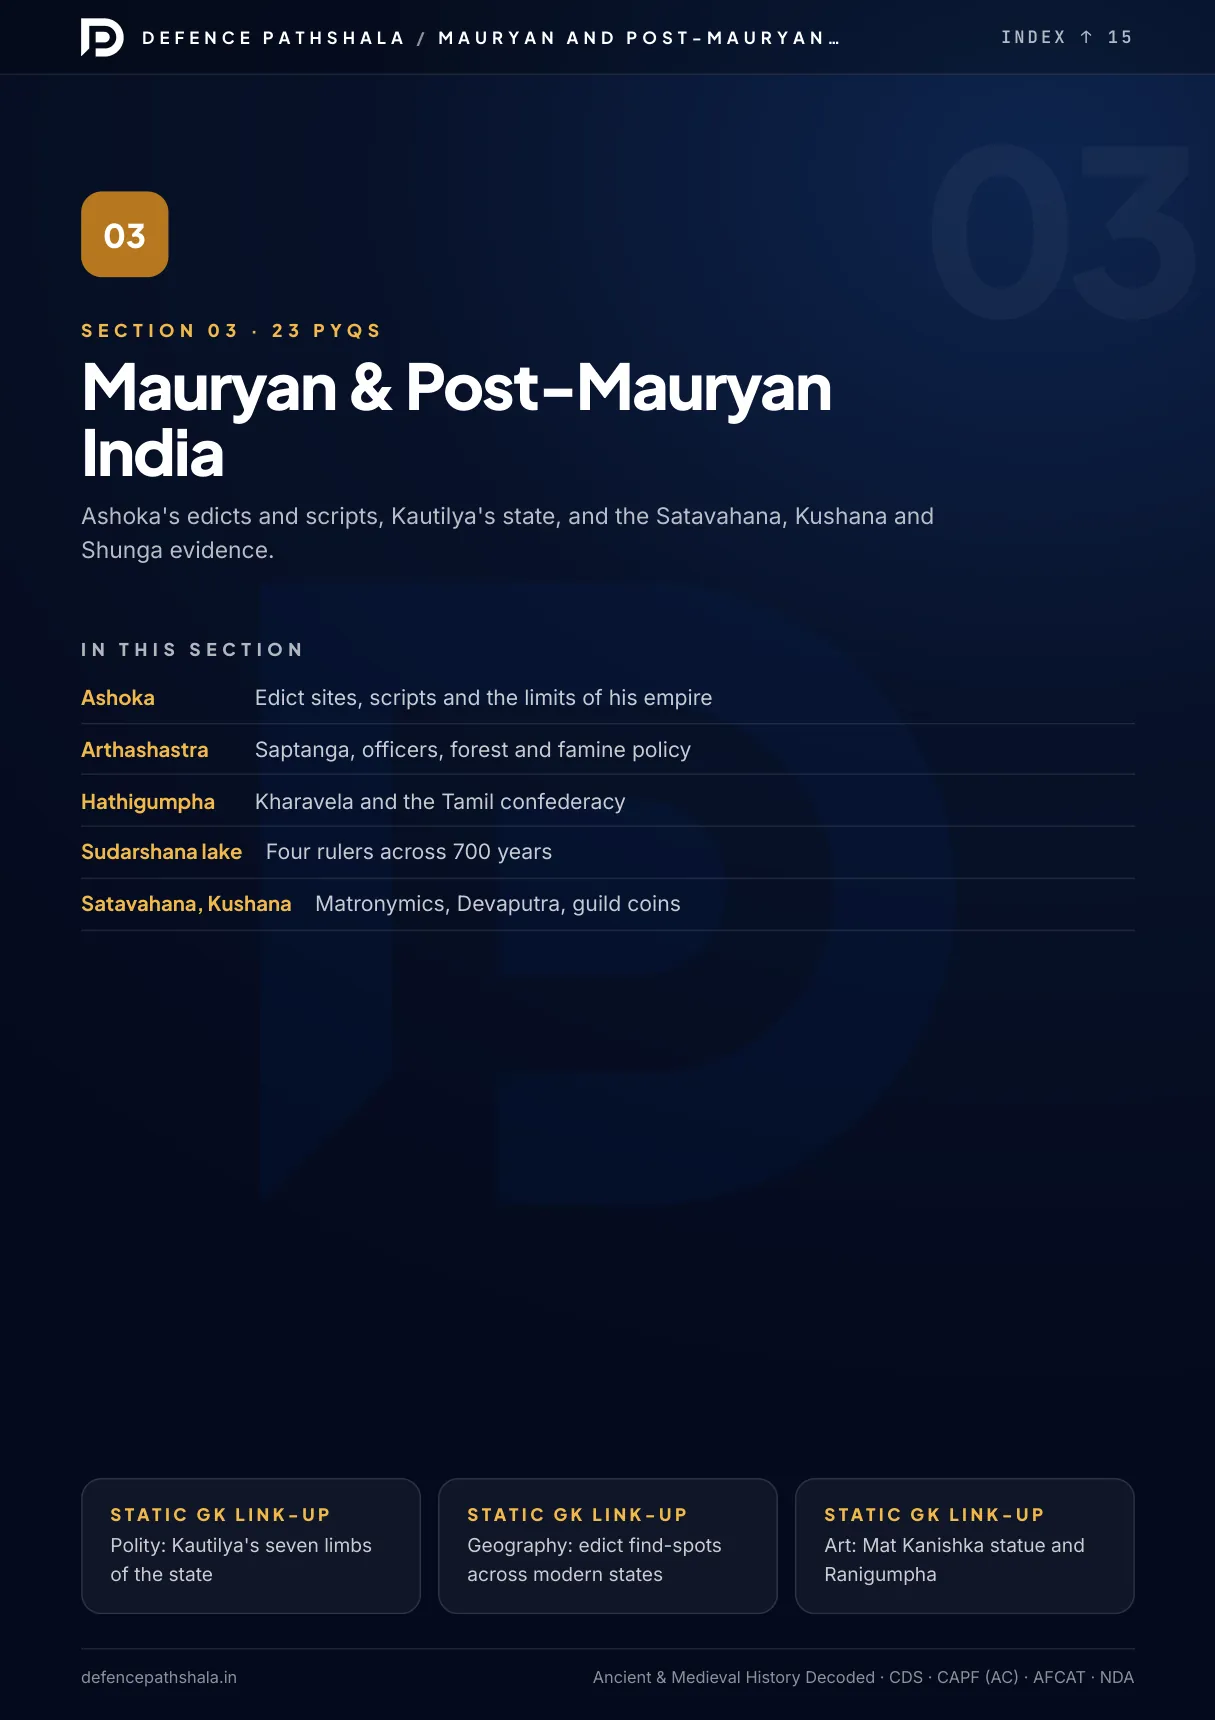 DEFENCE PATHSHALA / MAURYAN AND POST-MAURYAN…
INDEX ↑ 15
03
03
SECTION 03 · 23 PYQS
Mauryan & Post-Mauryan
India
Ashoka's edicts and scripts, Kautilya's state, and the Satavahana, Kushana and
Shunga evidence.
IN THIS SECTION
Ashoka Edict sites, scripts and the limits of his empire
Arthashastra Saptanga, officers, forest and famine policy
Hathigumpha Kharavela and the Tamil confederacy
Sudarshana lake Four rulers across 700 years
Satavahana, Kushana Matronymics, Devaputra, guild coins
STATIC GK LINK-UP
Polity: Kautilya's seven limbs
of the state
STATIC GK LINK-UP
Geography: edict find-spots
across modern states
STATIC GK LINK-UP
Art: Mat Kanishka statue and
Ranigumpha
defencepathshala.in
Ancient & Medieval History Decoded · CDS · CAPF (AC) · AFCAT · NDA